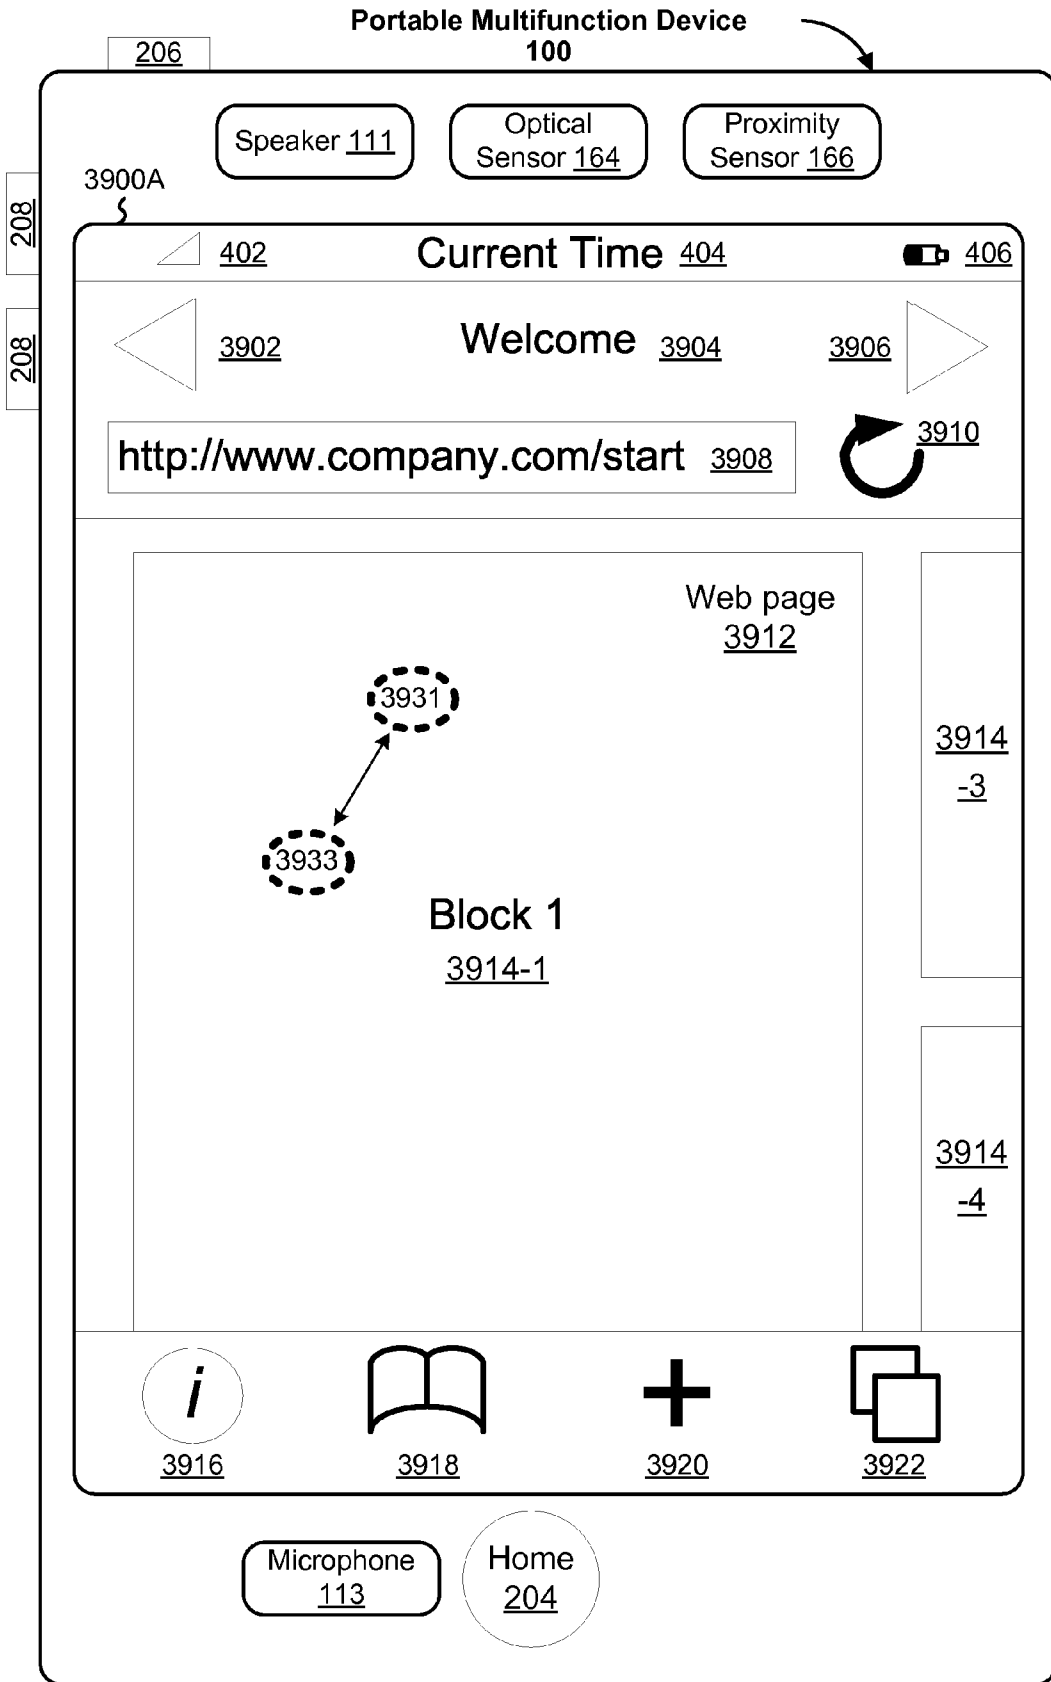 Portable Multifunction Device
100
206
Speaker 111
Optical
Sensor 164
Proximity
Sensor 166
3900A
208
208
402
Current Time 404
406
3902
Welcome 3904
3906
http://www.company.com/start 3908
3910
Web page
3912
3931
3933
Block 1
3914-1
3914
-3
3914
-4
i
3916
3918
3920
3922
Microphone
113
Home
204